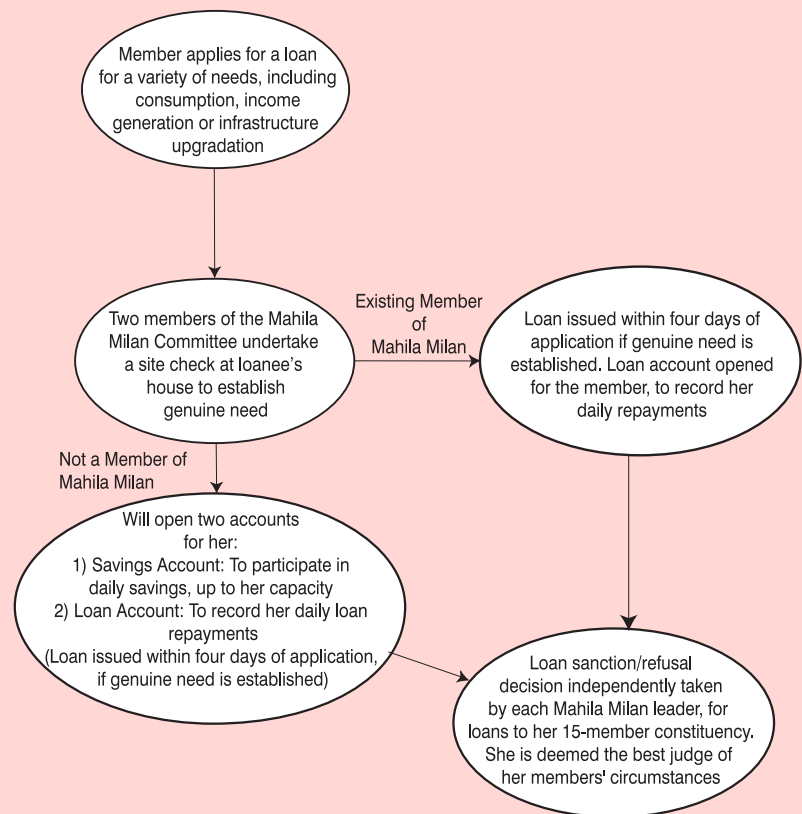 Member applies for a loan
for a variety of needs, including
consumption, income
generation or infrastructure
upgradation
Two members of the Mahila
Milan Committee undertake
a site check at loanee's
house to establish
genuine need
Existing Member
of
Mahila Milan
Loan issued within four days of
application if genuine need is
established. Loan account opened
for the member, to record her
daily repayments
Not a Member of
Mahila Milan
Will open two accounts
for her:
1) Savings Account: To participate in
daily savings, up to her capacity
2) Loan Account: To record her daily loan
repayments
(Loan issued within four days of application,
if genuine need is established)
Loan sanction/refusal
decision independently taken
by each Mahila Milan leader, for
loans to her 15-member constituency.
She is deemed the best judge of
her members' circumstances